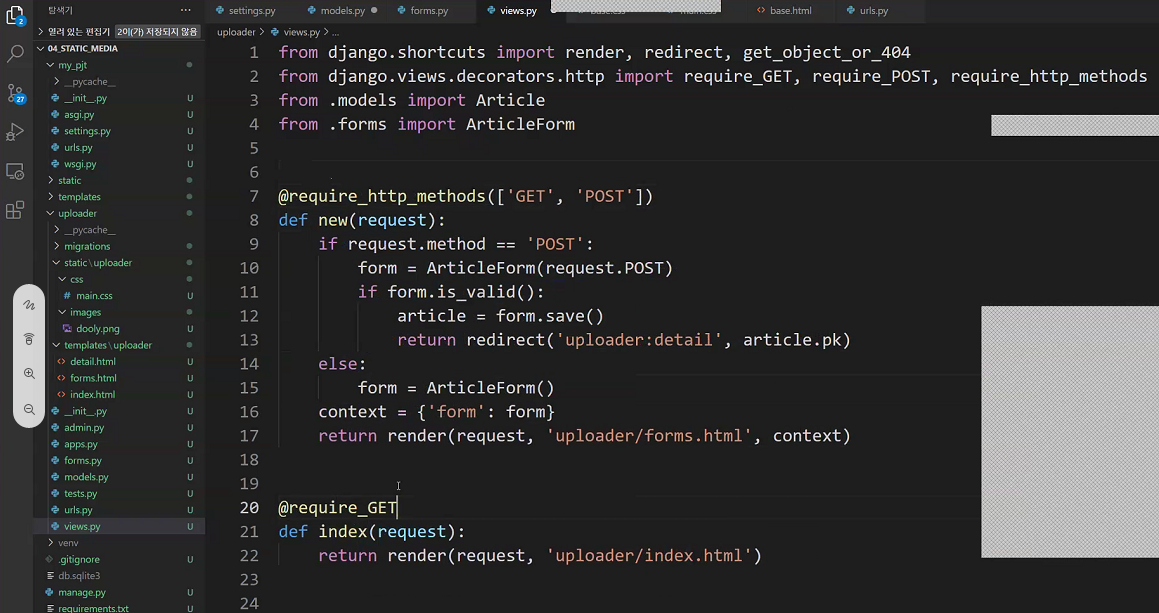 탐색기 ···
settings.py models.py forms.py views.py main.css base.html urls.py
열려 있는 편집기 2이(가) 저장되지 않음
uploader > views.py > ...
04_STATIC_MEDIA
my_pjt
__pycache__
__init__.py U
asgi.py U
settings.py U
urls.py U
wsgi.py U
static
templates
uploader
__pycache__
migrations
static\uploader
css
main.css U
images
dooly.png U
templates\uploader
detail.html U
forms.html U
index.html U
__init__.py U
admin.py U
apps.py U
forms.py U
models.py U
tests.py U
urls.py U
views.py U
venv
.gitignore U
db.sqlite3
manage.py U
requirements.txt U
2
27
1 from django.shortcuts import render, redirect, get_object_or_404
2 from django.views.decorators.http import require_GET, require_POST, require_http_methods
3 from .models import Article
4 from .forms import ArticleForm
5
6
7 @require_http_methods(['GET', 'POST'])
8 def new(request):
9 if request.method == 'POST':
10 form = ArticleForm(request.POST)
11 if form.is_valid():
12 article = form.save()
13 return redirect('uploader:detail', article.pk)
14 else:
15 form = ArticleForm()
16 context = {'form': form}
17 return render(request, 'uploader/forms.html', context)
18
19
20 @require_GET
21 def index(request):
22 return render(request, 'uploader/index.html')
23
24